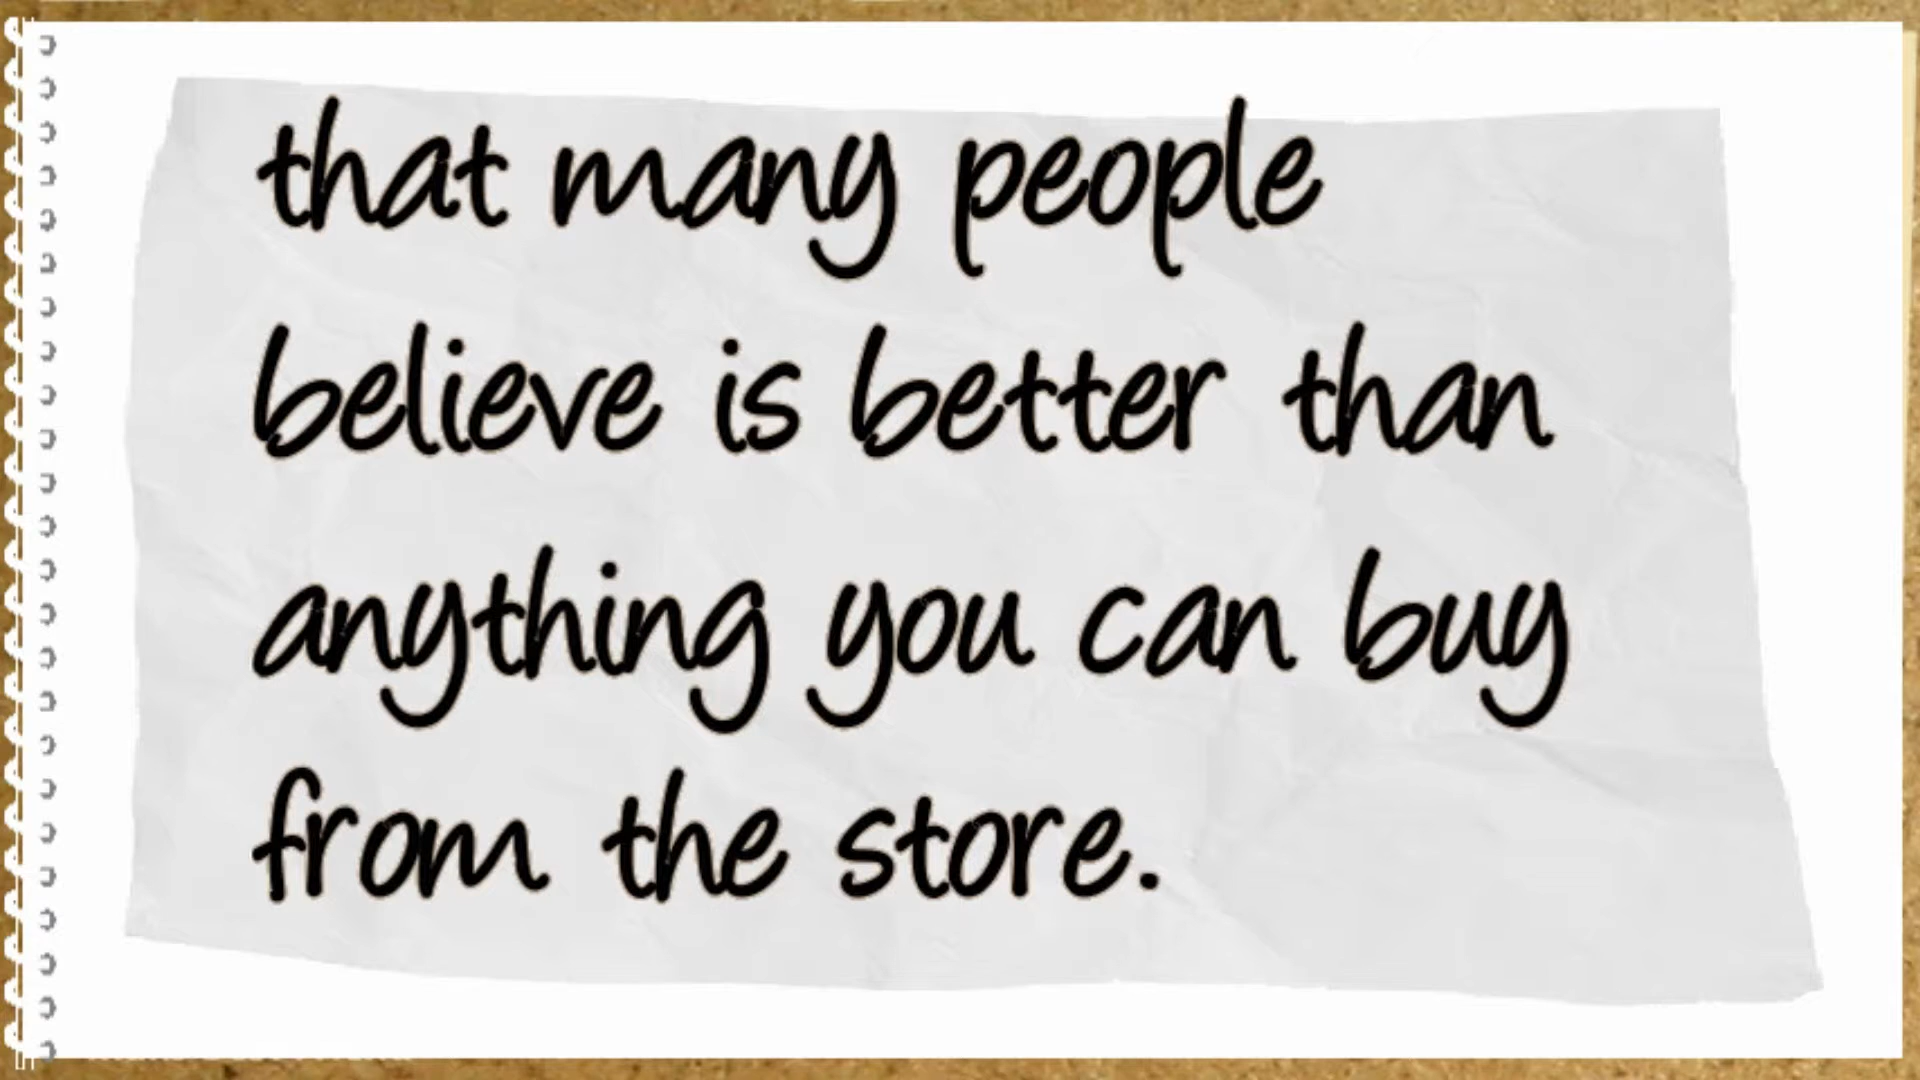 that many people
believe is better than
anything you can buy
from the store.